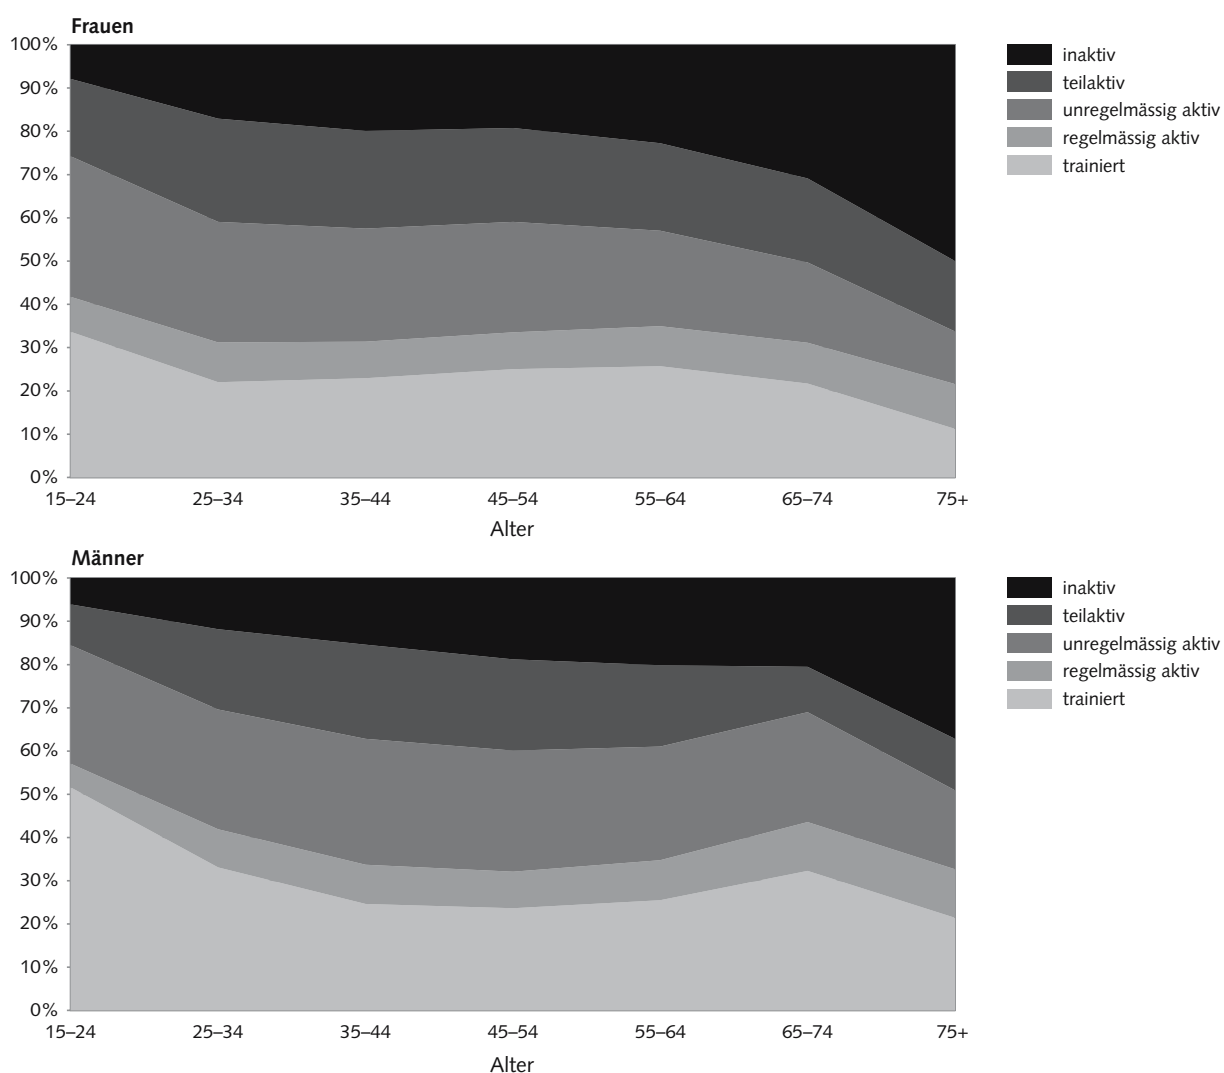 Frauen
100%
90%
80%
70%
60%
50%
40%
30%
20%
10%
0%
15–24 25–34 35–44 45–54 55–64 65–74 75+
Alter
inaktiv
teilaktiv
unregelmässig aktiv
regelmässig aktiv
trainiert
Männer
100%
90%
80%
70%
60%
50%
40%
30%
20%
10%
0%
15–24 25–34 35–44 45–54 55–64 65–74 75+
Alter
inaktiv
teilaktiv
unregelmässig aktiv
regelmässig aktiv
trainiert